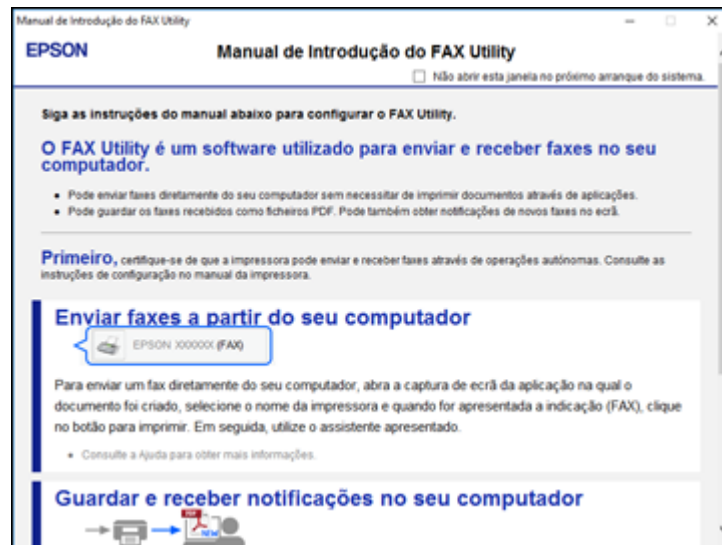 Manual de Introdução do FAX Utility
EPSON
Manual de Introdução do FAX Utility
Não abrir esta janela no próximo arranque do sistema.
Siga as instruções do manual abaixo para configurar o FAX Utility.
O FAX Utility é um software utilizado para enviar e receber faxes no seu
computador.
• Pode enviar faxes diretamente do seu computador sem necessitar de imprimir documentos através de aplicações.
• Pode guardar os faxes recebidos como ficheiros PDF. Pode também obter notificações de novos faxes no ecrã.
Primeiro, certifique-se de que a impressora pode enviar e receber faxes através de operações autónomas. Consulte as
instruções de configuração no manual da impressora.
Enviar faxes a partir do seu computador
EPSON XXXXXX (FAX)
Para enviar um fax diretamente do seu computador, abra a captura de ecrã da aplicação na qual o
documento foi criado, selecione o nome da impressora e quando for apresentada a indicação (FAX), clique
no botão para imprimir. Em seguida, utilize o assistente apresentado.
• Consulte a Ajuda para obter mais informações.
Guardar e receber notificações no seu computador
PDF
NEW